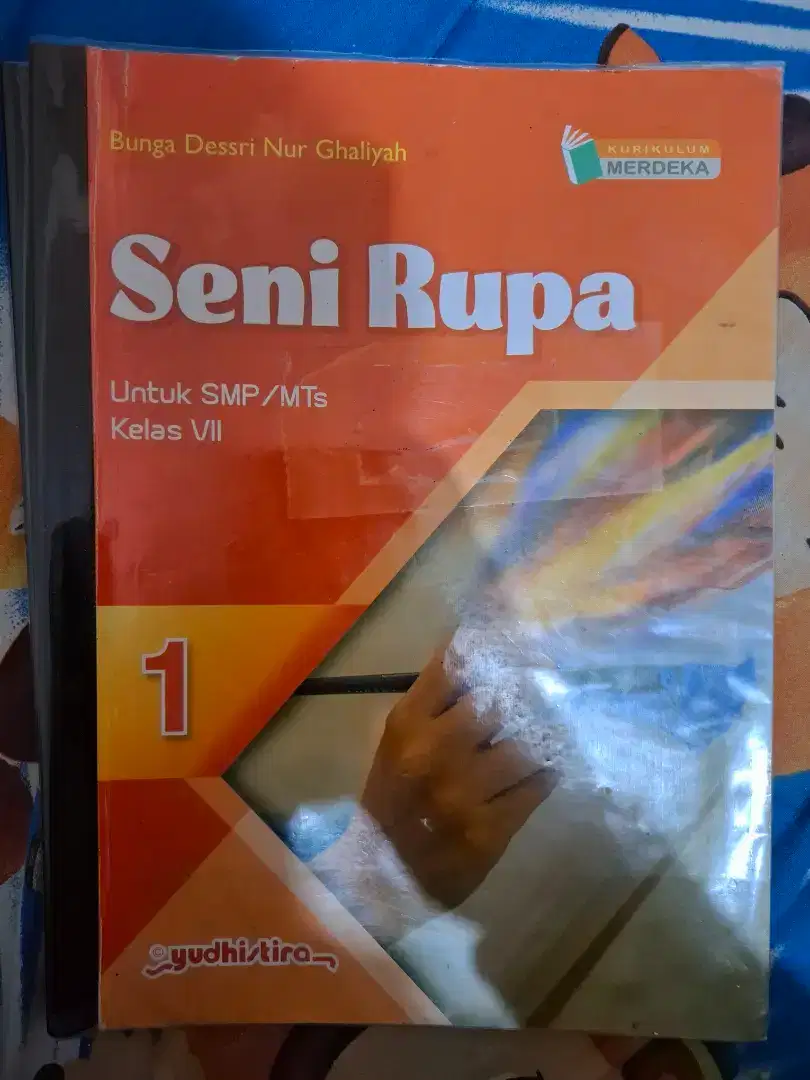 Bunga Dessri Nur Ghaliyah
KURIKULUM
MERDEKA
Seni Rupa
Untuk SMP/MTs
Kelas VII
1
©yudhistira